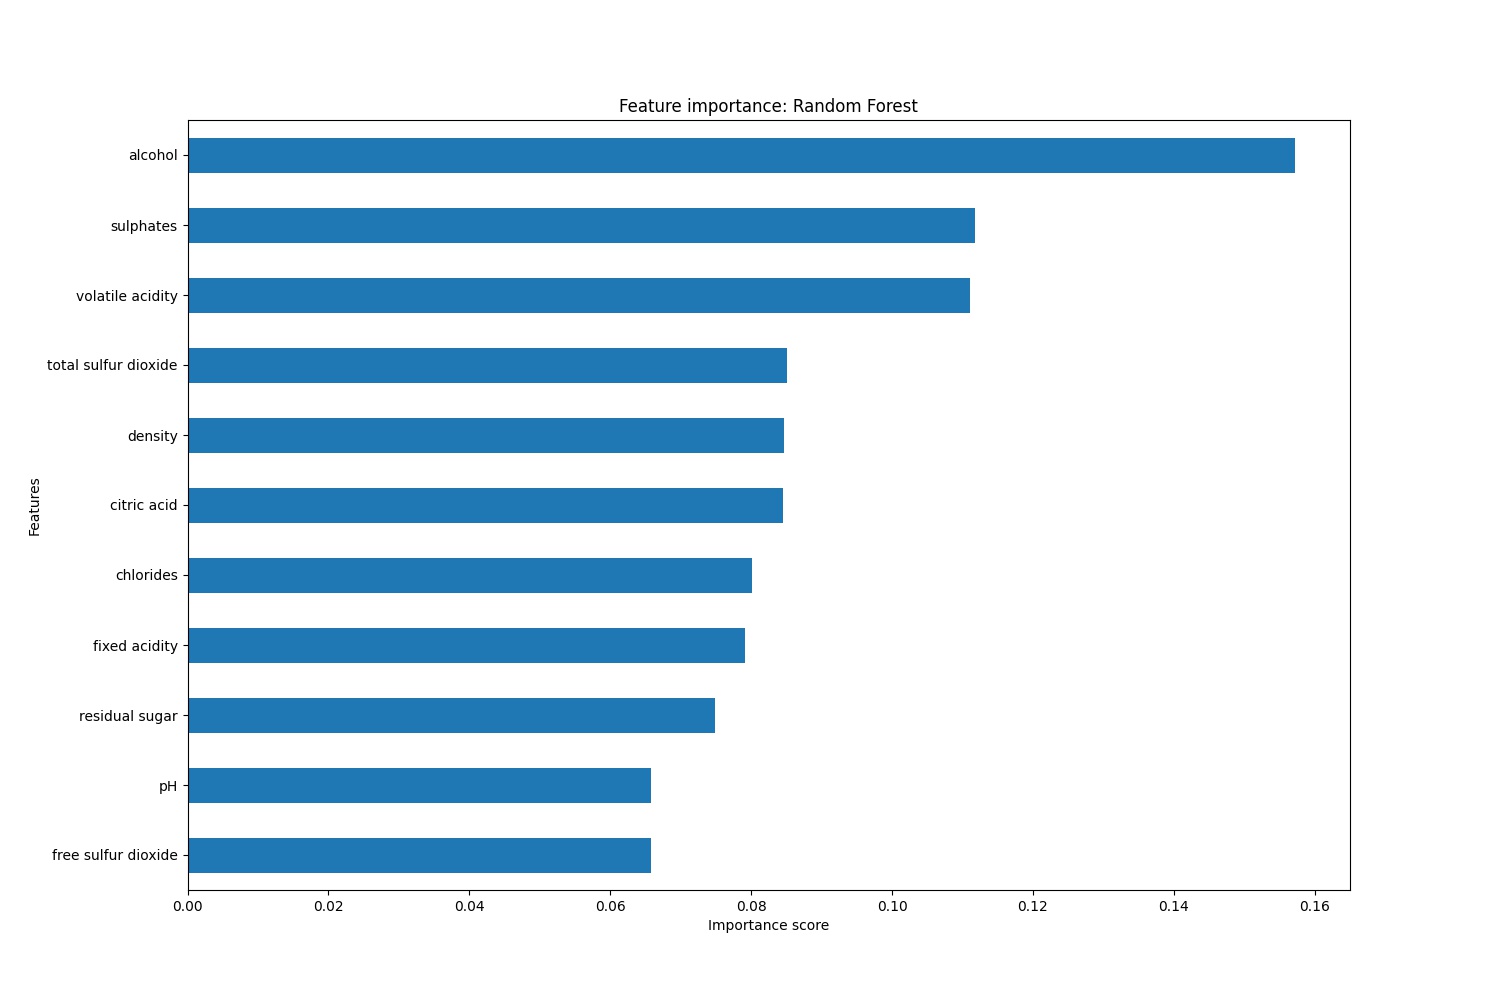 Feature importance: Random Forest
alcohol
sulphates
volatile acidity
total sulfur dioxide
density
citric acid
chlorides
fixed acidity
residual sugar
pH
free sulfur dioxide
Features
0.00 0.02 0.04 0.06 0.08 0.10 0.12 0.14 0.16
Importance score